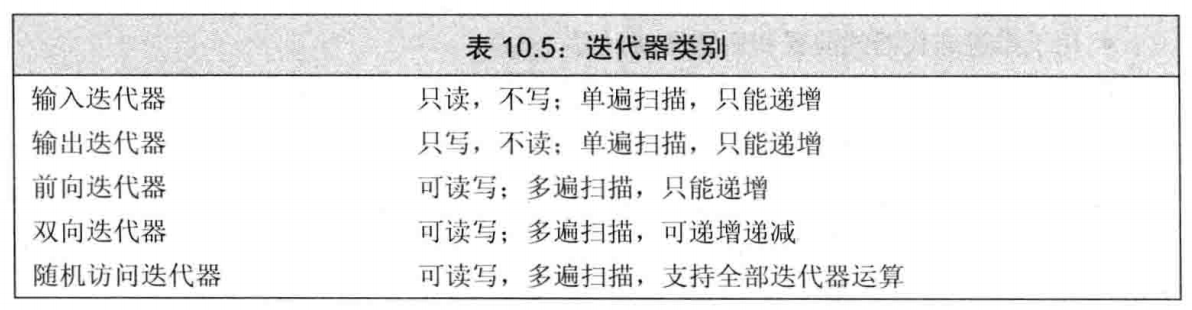 表 10.5：迭代器类别
输入迭代器 只读，不写；单遍扫描，只能递增
输出迭代器 只写，不读；单遍扫描，只能递增
前向迭代器 可读写；多遍扫描，只能递增
双向迭代器 可读写；多遍扫描，可递增递减
随机访问迭代器 可读写，多遍扫描，支持全部迭代器运算